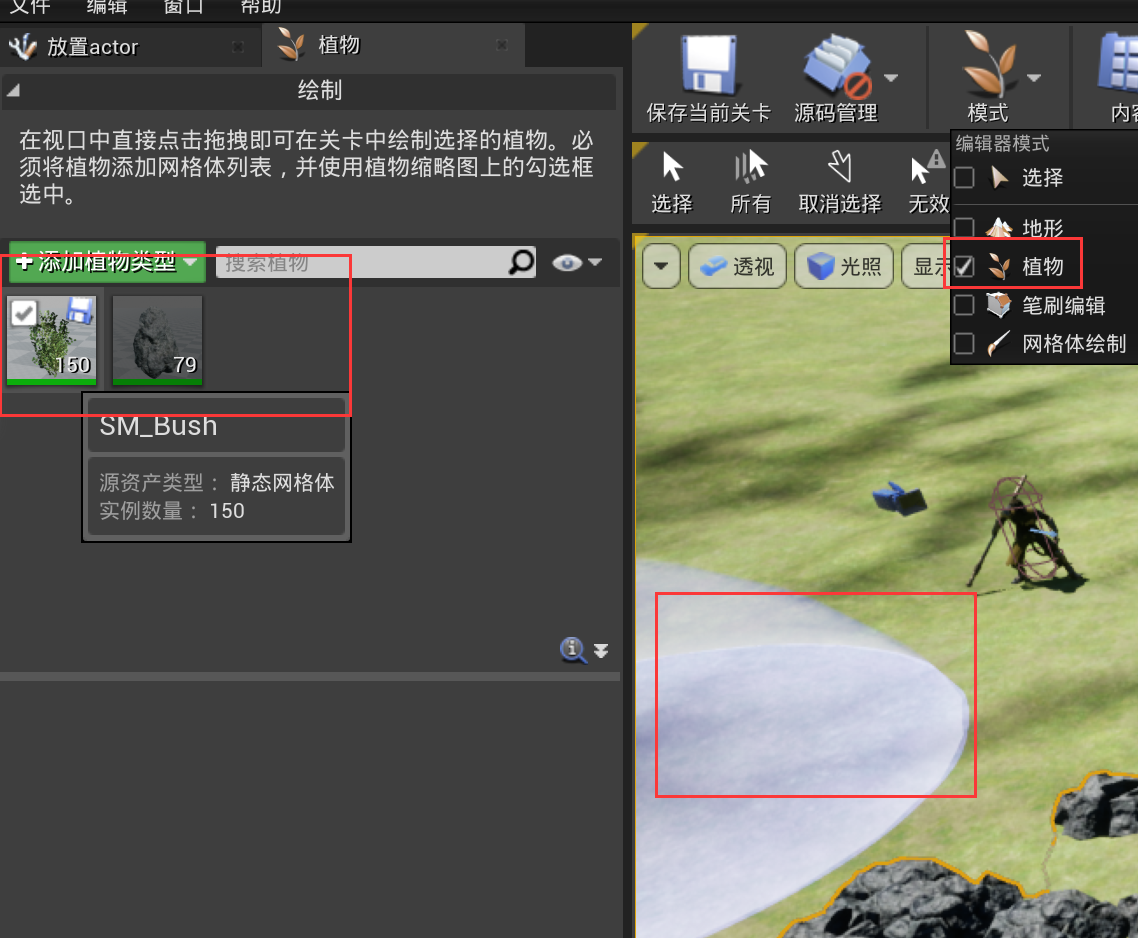 文件 编辑 窗口 帮助
放置actor
植物
绘制
在视口中直接点击拖拽即可在关卡中绘制选择的植物。必
须将植物添加网格体列表，并使用植物缩略图上的勾选框
选中。
添加植物类型
搜索植物
150
79
SM_Bush
源资产类型： 静态网格体
实例数量： 150
保存当前关卡
源码管理
模式
内容
选择
所有
取消选择
无效
透视
光照
显示
编辑器模式
选择
地形
植物
笔刷编辑
网格体绘制